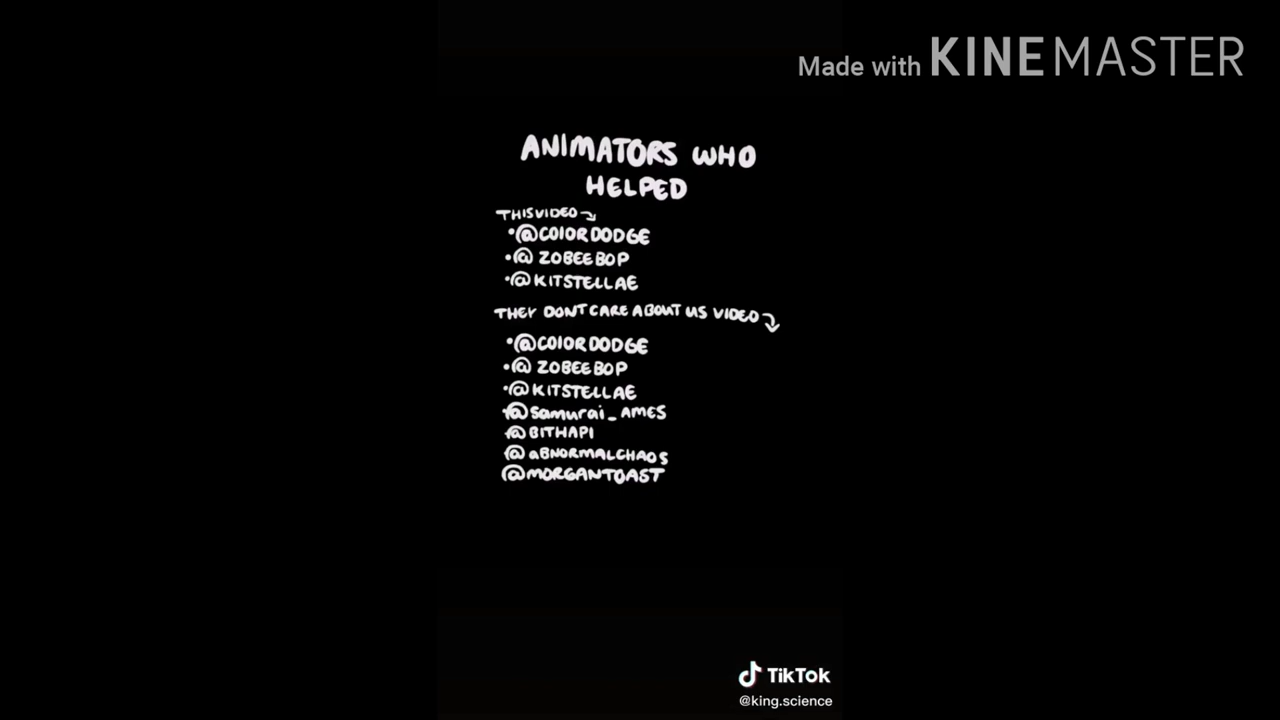 Made with KINEMASTER
ANIMATORS WHO
HELPED
THIS VIDEO
•@COlORDODGE
•@ ZOBEEBOP
•@KITSTELLAE
THEY DONT CARE ABOUT US VIDEO
•@COlORDODGE
•@ ZOBEEBOP
•@KITSTELLAE
@Samurai_AMES
@BITHAPI
@aBNORMALCHAOS
@MORGANTOAST
TikTok
@king.science